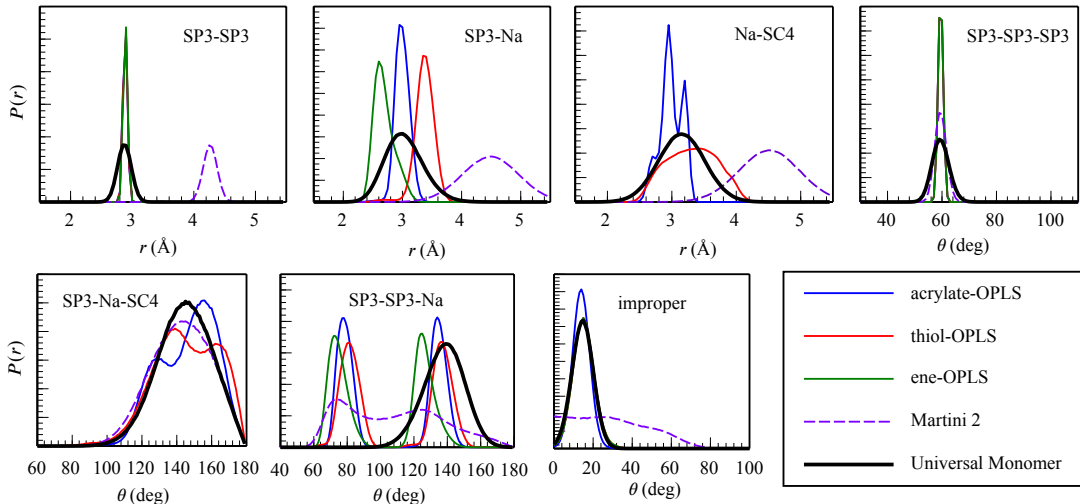 SP3-SP3
SP3-Na
Na-SC4
SP3-SP3-SP3
P(r)
2 3 4 5
2 3 4 5
2 3 4 5
40 60 80 100
r (Å)
r (Å)
r (Å)
θ (deg)
SP3-Na-SC4
SP3-SP3-Na
improper
P(r)
60 80 100 120 140 160 180
40 60 80 100 120 140 160 180
0 20 40 60 80 100
θ (deg)
θ (deg)
θ (deg)
acrylate-OPLS
thiol-OPLS
ene-OPLS
Martini 2
Universal Monomer